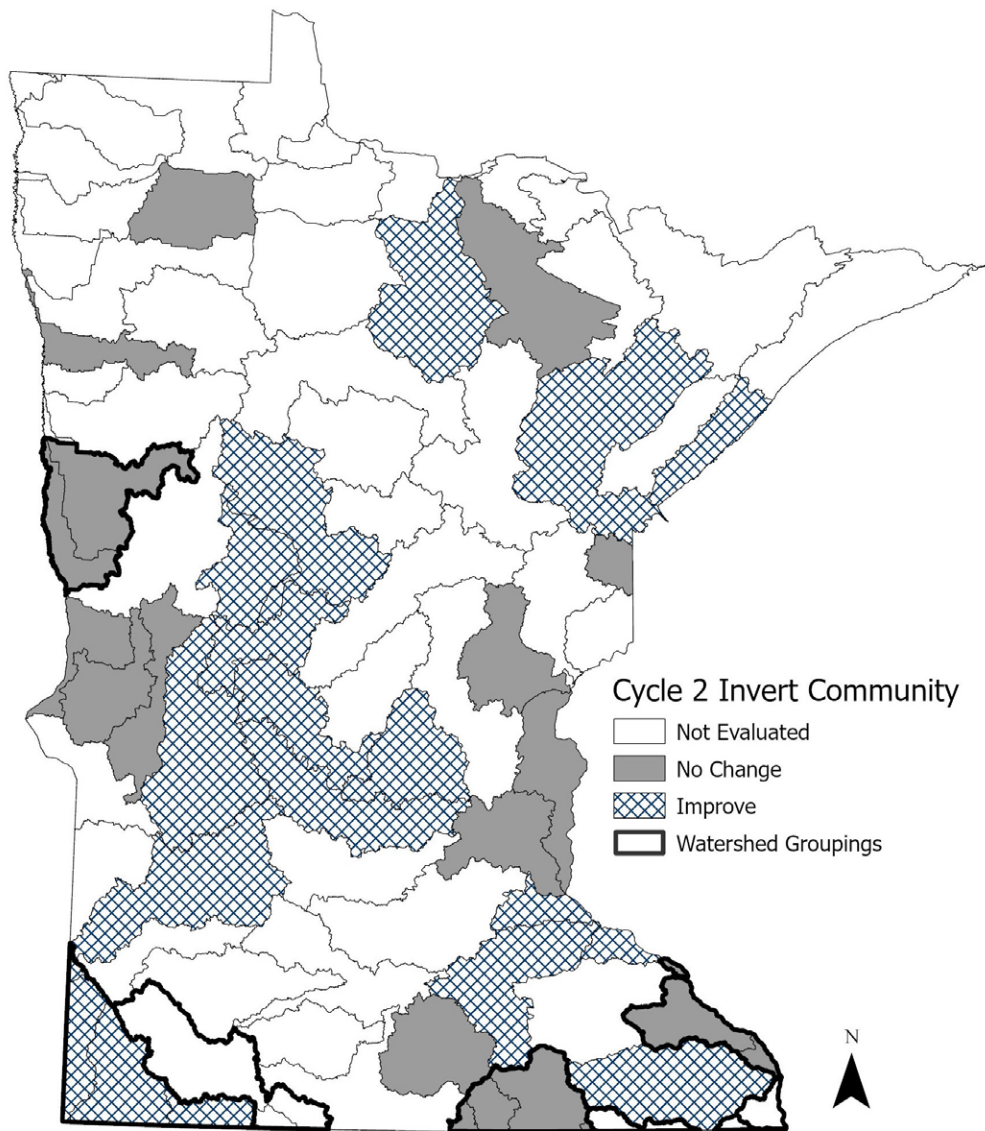 Cycle 2 Invert Community
Not Evaluated
No Change
Improve
Watershed Groupings
N